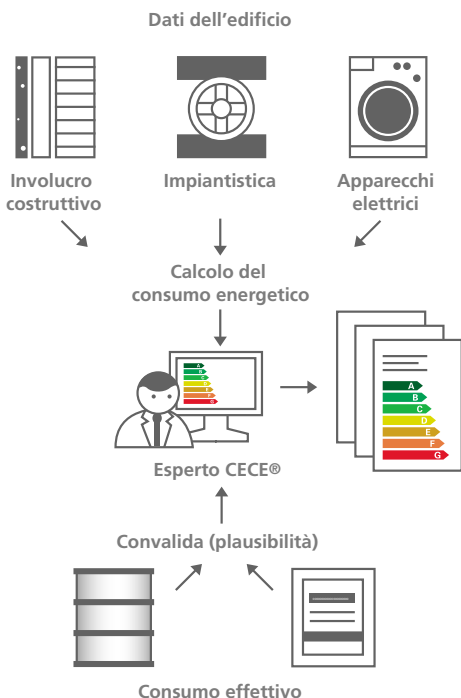 Dati dell'edificio
Involucro
costruttivo
Impiantistica
Apparecchi
elettrici
Calcolo del
consumo energetico
A
B
C
D
E
F
G
A
B
C
D
E
F
G
Esperto CECE®
Convalida (plausibilità)
Consumo effettivo